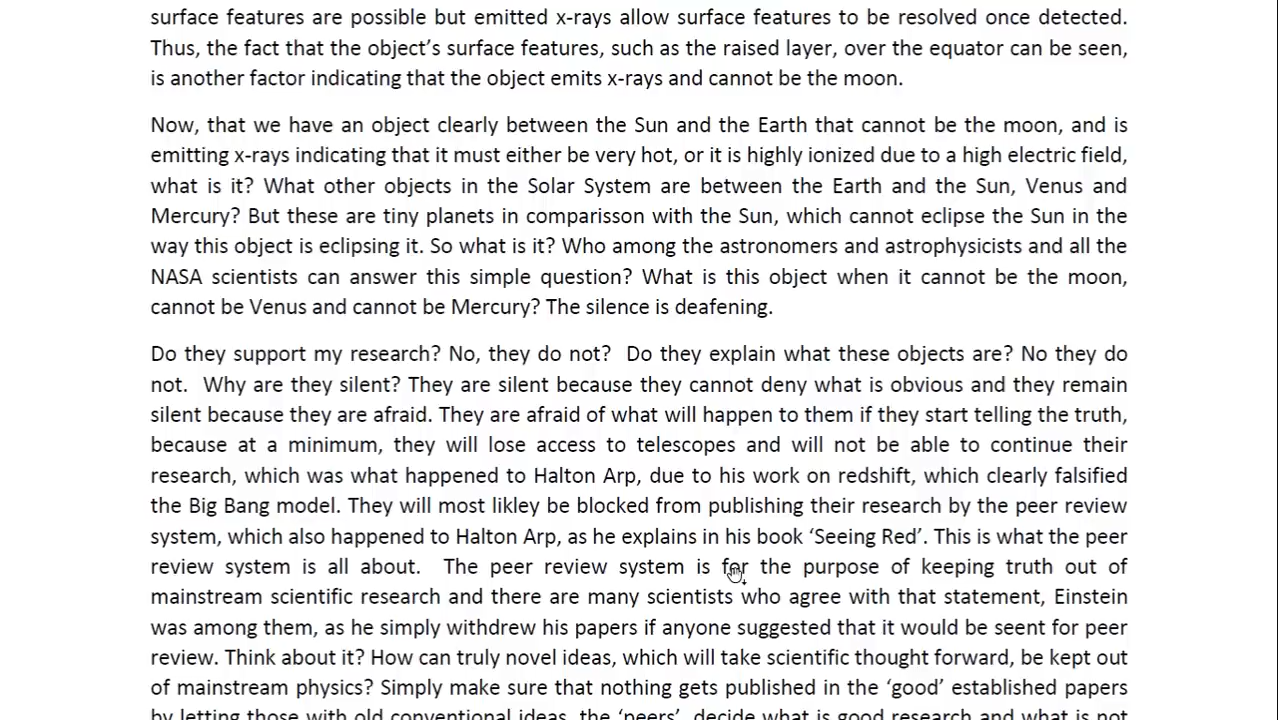 surface features are possible but emitted x-rays allow surface features to be resolved once detected.
Thus, the fact that the object's surface features, such as the raised layer, over the equator can be seen,
is another factor indicating that the object emits x-rays and cannot be the moon.
Now, that we have an object clearly between the Sun and the Earth that cannot be the moon, and is
emitting x-rays indicating that it must either be very hot, or it is highly ionized due to a high electric field,
what is it? What other objects in the Solar System are between the Earth and the Sun, Venus and
Mercury? But these are tiny planets in comparisson with the Sun, which cannot eclipse the Sun in the
way this object is eclipsing it. So what is it? Who among the astronomers and astrophysicists and all the
NASA scientists can answer this simple question? What is this object when it cannot be the moon,
cannot be Venus and cannot be Mercury? The silence is deafening.
Do they support my research? No, they do not?  Do they explain what these objects are? No they do
not.  Why are they silent? They are silent because they cannot deny what is obvious and they remain
silent because they are afraid. They are afraid of what will happen to them if they start telling the truth,
because at a minimum, they will lose access to telescopes and will not be able to continue their
research, which was what happened to Halton Arp, due to his work on redshift, which clearly falsified
the Big Bang model. They will most likley be blocked from publishing their research by the peer review
system, which also happened to Halton Arp, as he explains in his book ‘Seeing Red’. This is what the peer
review system is all about.  The peer review system is for the purpose of keeping truth out of
mainstream scientific research and there are many scientists who agree with that statement, Einstein
was among them, as he simply withdrew his papers if anyone suggested that it would be seent for peer
review. Think about it? How can truly novel ideas, which will take scientific thought forward, be kept out
of mainstream physics? Simply make sure that nothing gets published in the ‘good’ established papers
by letting those with old conventional ideas, the ‘peers’, decide what is good research and what is not